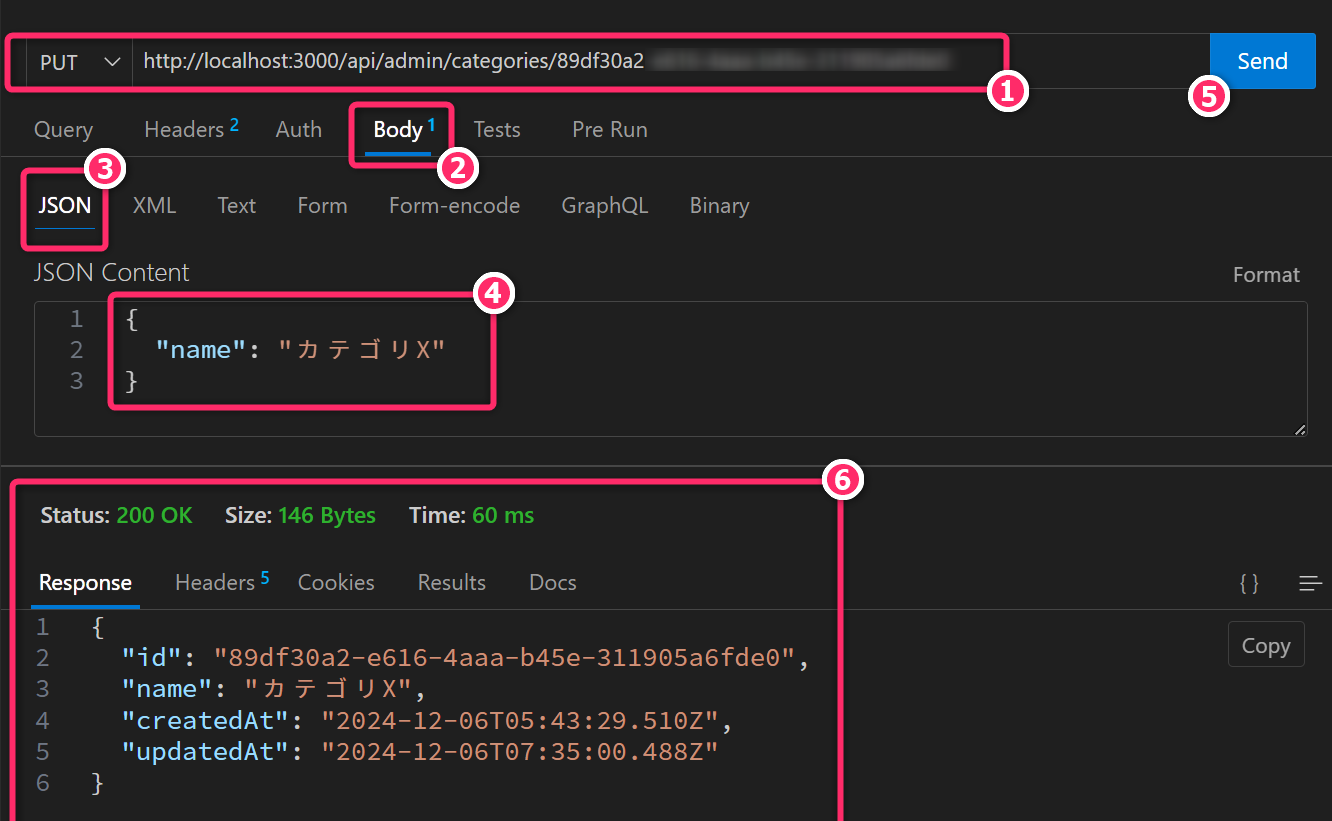 PUT http://localhost:3000/api/admin/categories/89df30a2 Send
1
5
Query Headers 2 Auth Body 1 Tests Pre Run
2
3
JSON XML Text Form Form-encode GraphQL Binary
JSON Content Format
4
1 {
2 "name": "カテゴリX"
3 }
6
Status: 200 OK Size: 146 Bytes Time: 60 ms
Response Headers 5 Cookies Results Docs { }
1 {
Copy
2 "id": "89df30a2-e616-4aaa-b45e-311905a6fde0",
3 "name": "カテゴリX",
4 "createdAt": "2024-12-06T05:43:29.510Z",
5 "updatedAt": "2024-12-06T07:35:00.488Z"
6 }